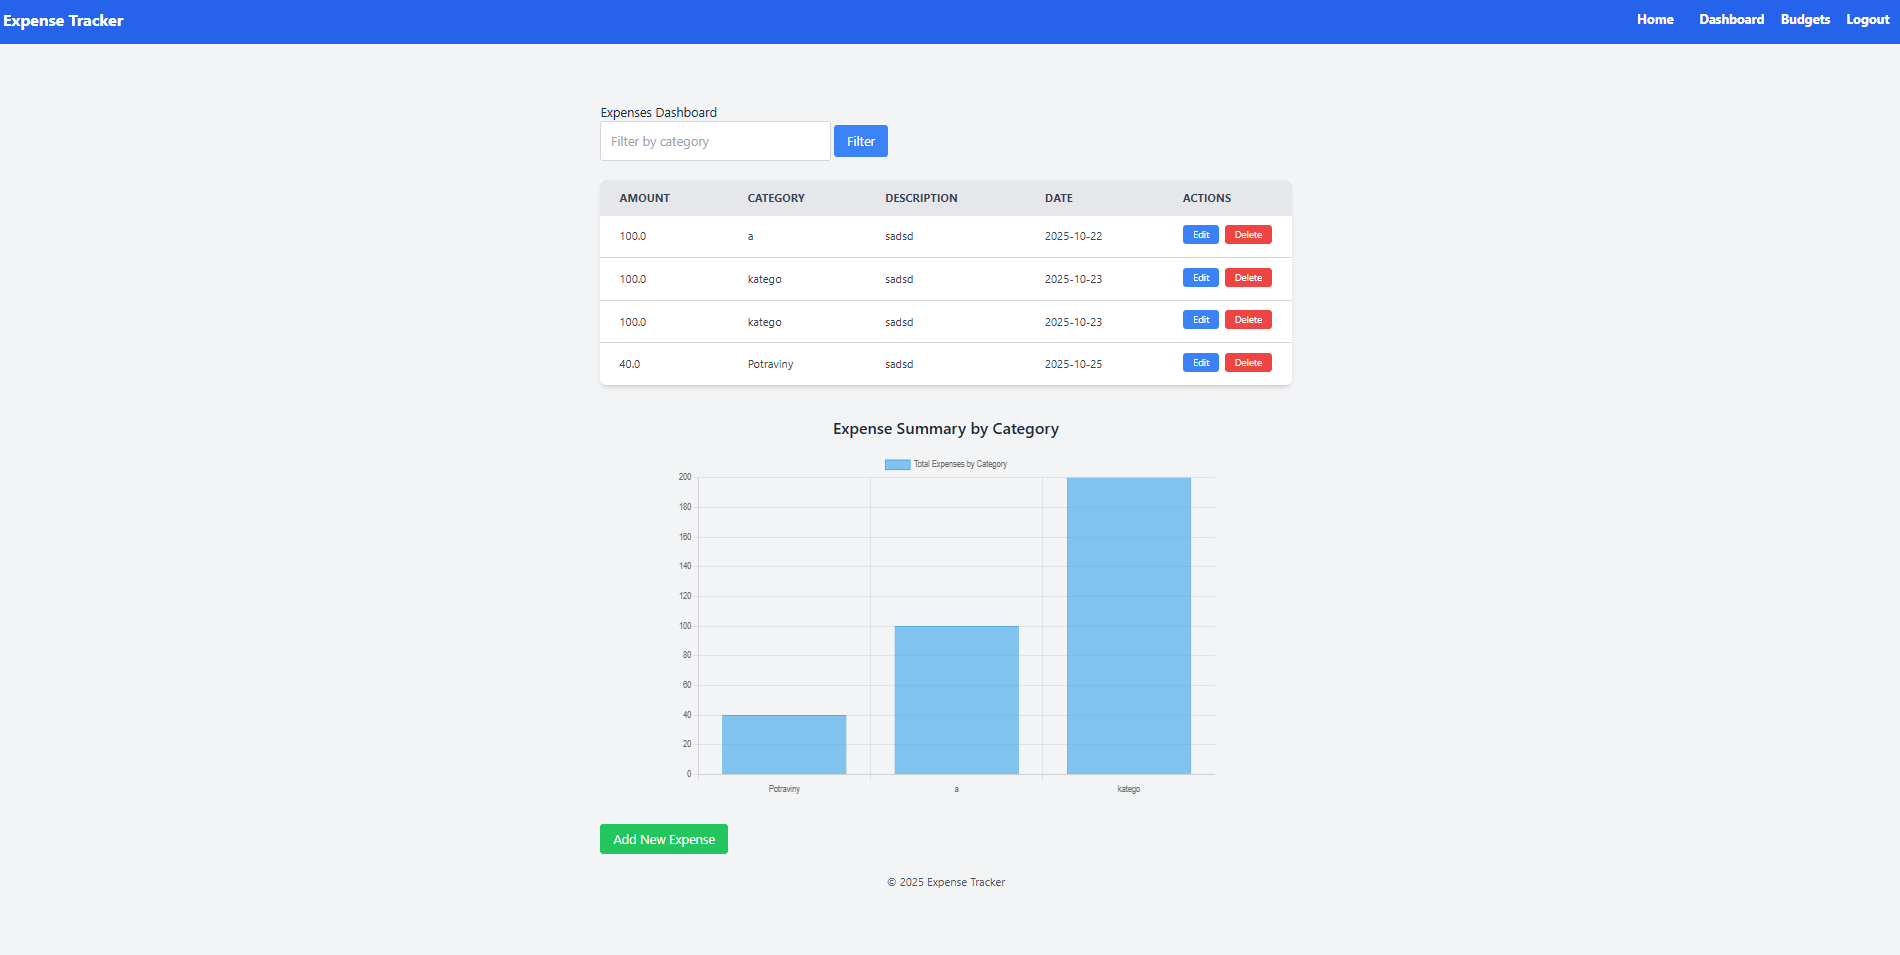 Expense Tracker Home Dashboard Budgets Logout
Expenses Dashboard
Filter by category Filter
AMOUNT CATEGORY DESCRIPTION DATE ACTIONS
100.0 a sadsd 2025-10-22 Edit Delete
100.0 katego sadsd 2025-10-23 Edit Delete
100.0 katego sadsd 2025-10-23 Edit Delete
40.0 Potraviny sadsd 2025-10-25 Edit Delete
Expense Summary by Category
Total Expenses by Category
200
180
160
140
120
100
80
60
40
20
0
Potraviny a katego
Add New Expense
© 2025 Expense Tracker